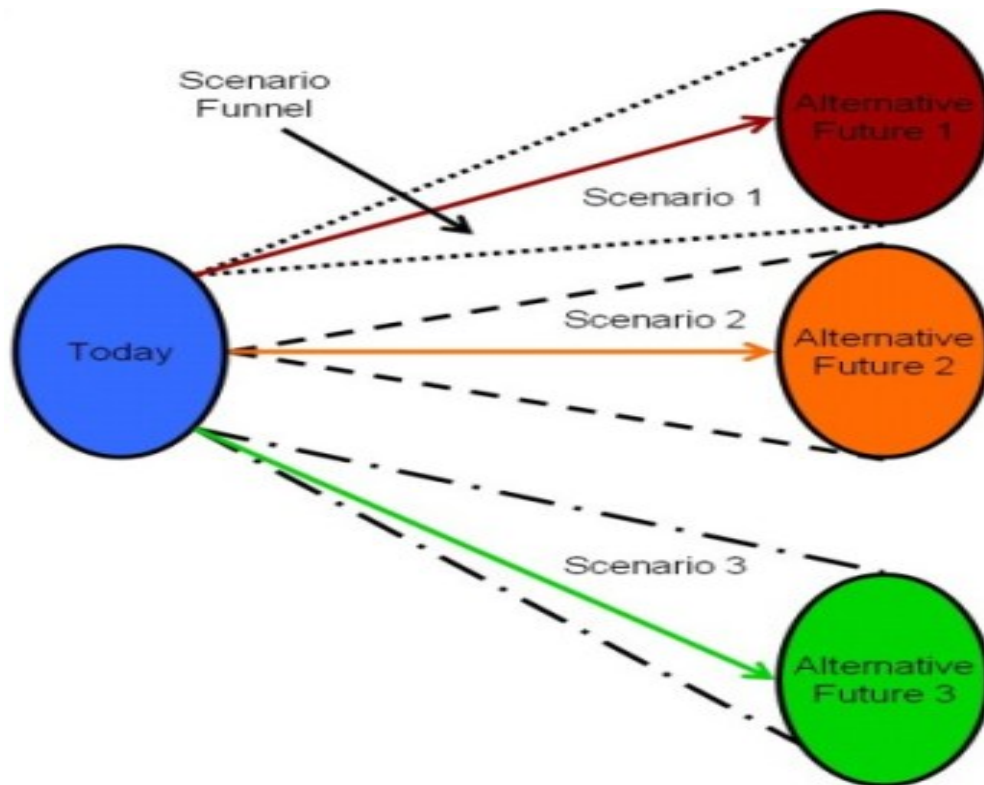 Scenario
Funnel
Alternative
Future 1
Scenario 1
Scenario 2
Today
Alternative
Future 2
Scenario 3
Alternative
Future 3